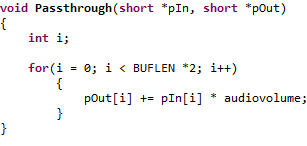 void Passthrough(short *pIn, short *pOut)
{
    int i;

    for(i = 0; i < BUFLEN *2; i++)
        {
            pOut[i] += pIn[i] * audiovolume;
        }
}